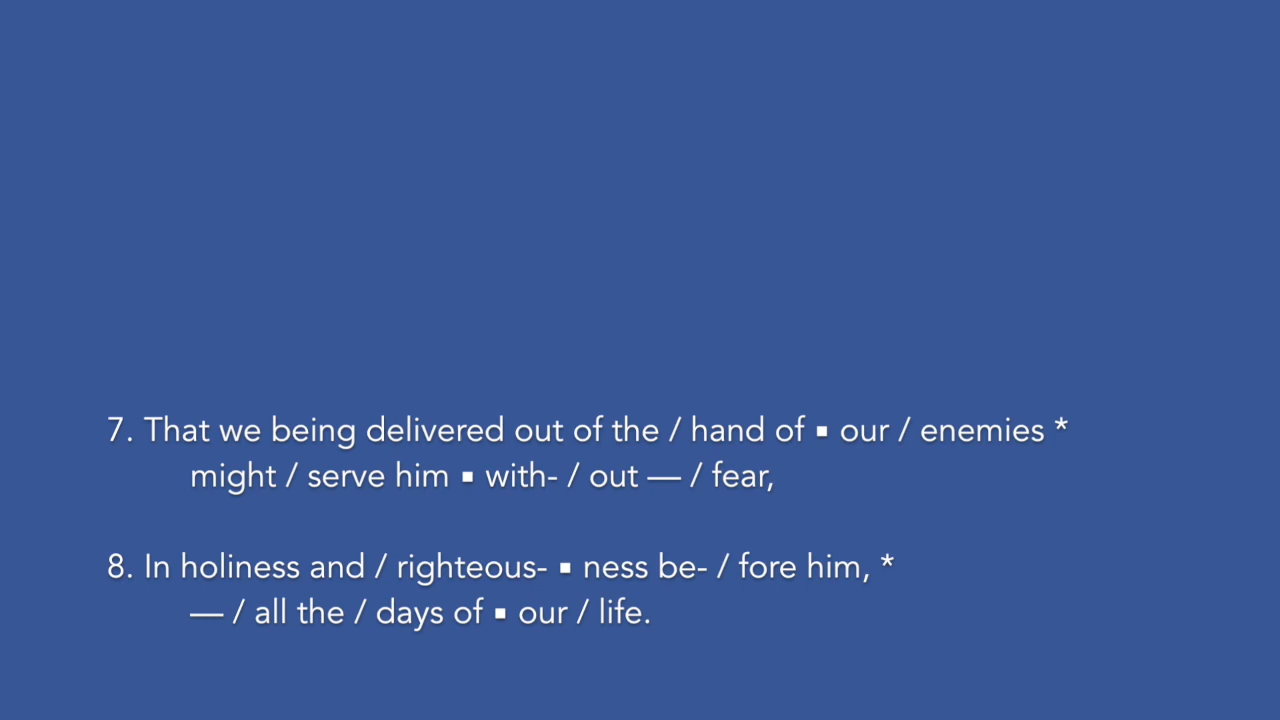 7. That we being delivered out of the / hand of ▪ our / enemies *
might / serve him ▪ with- / out — / fear,
8. In holiness and / righteous- ▪ ness be- / fore him, *
— / all the / days of ▪ our / life.